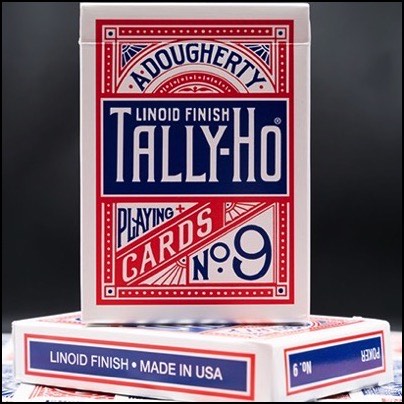 A·DOUGHERTY
LINOID FINISH
TALLY-HO®
PLAYING
CARDS
No. 9
LINOID FINISH • MADE IN USA
POKER
No. 9